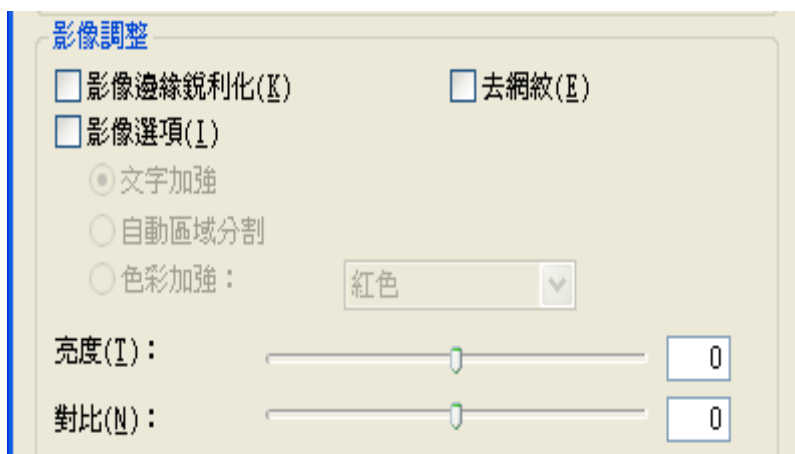 影像調整
影像邊緣銳利化(K) 去網紋(E)
影像選項(I)
文字加強
自動區域分割
色彩加強： 紅色
亮度(T)： 0
對比(N)： 0